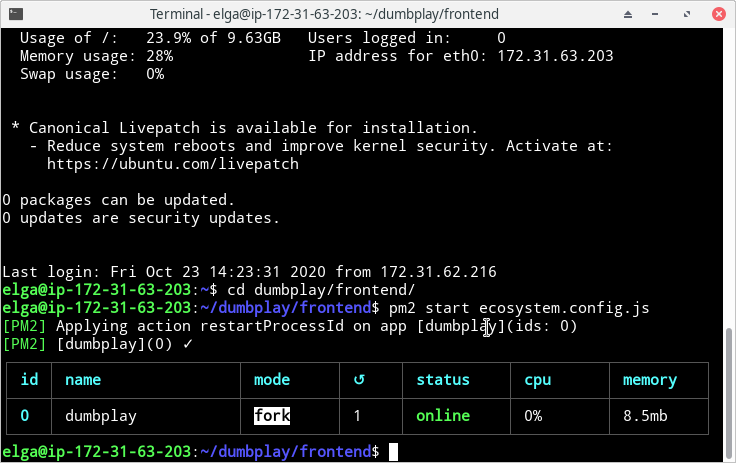 Terminal - elga@ip-172-31-63-203: ~/dumbplay/frontend
Usage of /: 23.9% of 9.63GB Users logged in: 0
Memory usage: 28% IP address for eth0: 172.31.63.203
Swap usage: 0%
* Canonical Livepatch is available for installation.
- Reduce system reboots and improve kernel security. Activate at:
https://ubuntu.com/livepatch
0 packages can be updated.
0 updates are security updates.
Last login: Fri Oct 23 14:23:31 2020 from 172.31.62.216
elga@ip-172-31-63-203:~$ cd dumbplay/frontend/
elga@ip-172-31-63-203:~/dumbplay/frontend$ pm2 start ecosystem.config.js
[PM2] Applying action restartProcessId on app [dumbplay](ids: 0)
[PM2] [dumbplay](0) ✓
id name mode ↺ status cpu memory
0 dumbplay fork 1 online 0% 8.5mb
elga@ip-172-31-63-203:~/dumbplay/frontend$